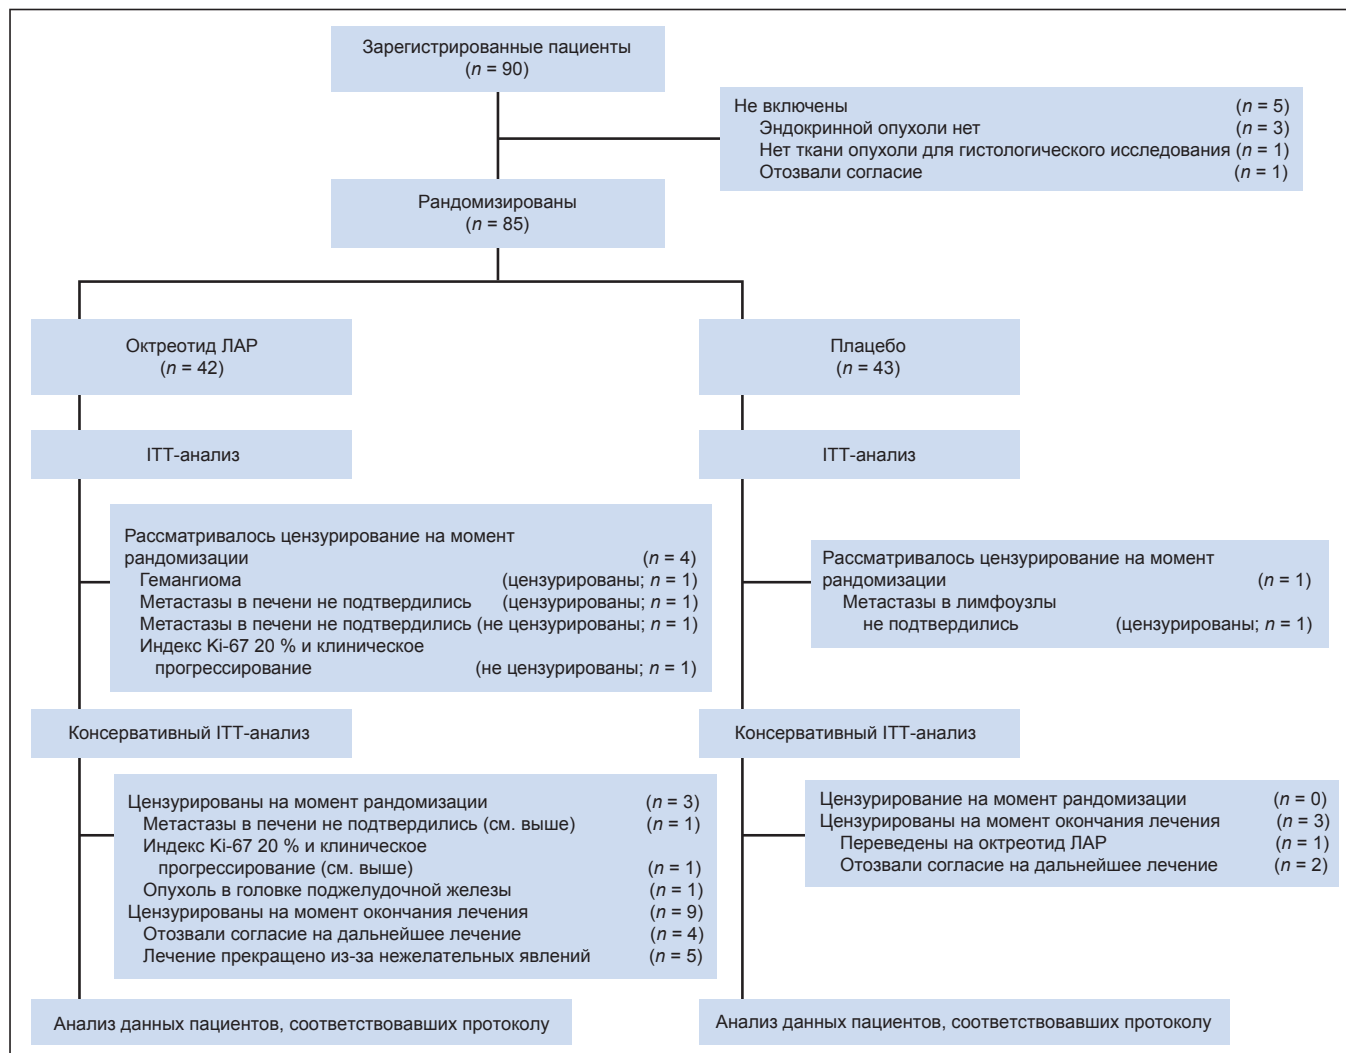 Зарегистрированные пациенты
(n = 90)
Не включены (n = 5)
Эндокринной опухоли нет (n = 3)
Нет ткани опухоли для гистологического исследования (n = 1)
Отозвали согласие (n = 1)
Рандомизированы
(n = 85)
Октреотид ЛАР
(n = 42)
Плацебо
(n = 43)
ITT-анализ
ITT-анализ
Рассматривалось цензурирование на момент
рандомизации (n = 4)
Гемангиома (цензурированы; n = 1)
Метастазы в печени не подтвердились (цензурированы; n = 1)
Метастазы в печени не подтвердились (не цензурированы; n = 1)
Индекс Ki-67 20 % и клиническое
прогрессирование (не цензурированы; n = 1)
Рассматривалось цензурирование на момент
рандомизации (n = 1)
Метастазы в лимфоузлы
не подтвердились (цензурированы; n = 1)
Консервативный ITT-анализ
Консервативный ITT-анализ
Цензурированы на момент рандомизации (n = 3)
Метастазы в печени не подтвердились (см. выше) (n = 1)
Индекс Ki-67 20 % и клиническое
прогрессирование (см. выше) (n = 1)
Опухоль в головке поджелудочной железы (n = 1)
Цензурированы на момент окончания лечения (n = 9)
Отозвали согласие на дальнейшее лечение (n = 4)
Лечение прекращено из-за нежелательных явлений (n = 5)
Цензурирование на момент рандомизации (n = 0)
Цензурированы на момент окончания лечения (n = 3)
Переведены на октреотид ЛАР (n = 1)
Отозвали согласие на дальнейшее лечение (n = 2)
Анализ данных пациентов, соответствовавших протоколу
Анализ данных пациентов, соответствовавших протоколу